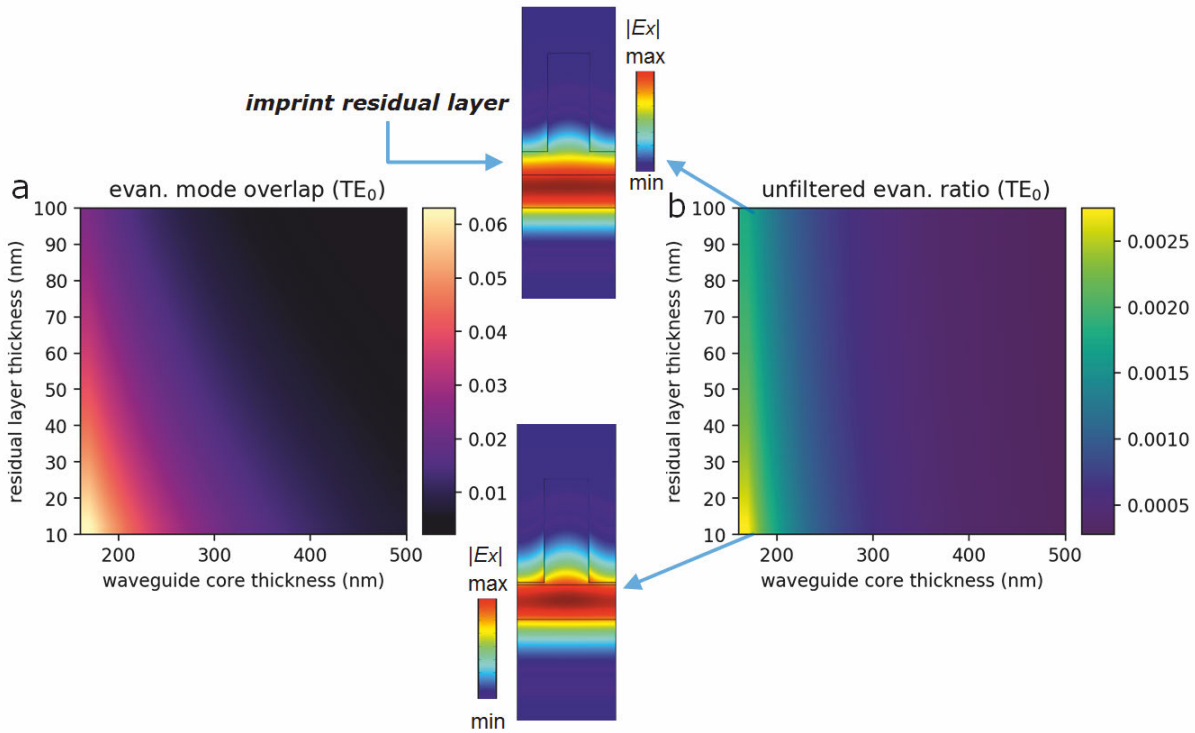 |Ex|
max
min
imprint residual layer
a
evan. mode overlap (TE₀)
100
90
80
70
60
50
40
30
20
10
residual layer thickness (nm)
200
300
400
500
waveguide core thickness (nm)
0.06
0.05
0.04
0.03
0.02
0.01
b
unfiltered evan. ratio (TE₀)
100
90
80
70
60
50
40
30
20
10
residual layer thickness (nm)
200
300
400
500
waveguide core thickness (nm)
0.0025
0.0020
0.0015
0.0010
0.0005
|Ex|
max
min